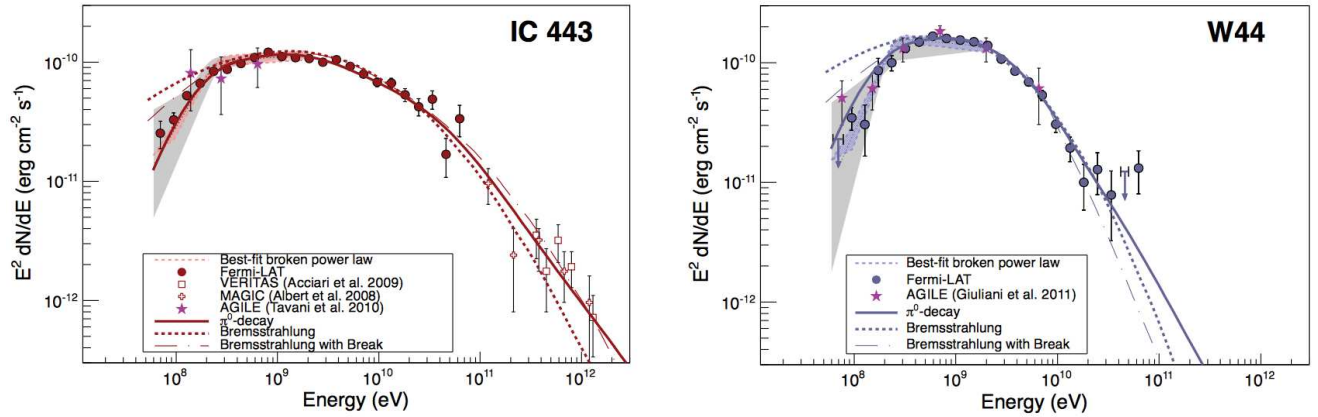 IC 443
E² dN/dE (erg cm⁻² s⁻¹)
10⁻¹⁰
10⁻¹¹
10⁻¹²
Best-fit broken power law
Fermi-LAT
VERITAS (Acciari et al. 2009)
MAGIC (Albert et al. 2008)
AGILE (Tavani et al. 2010)
π⁰-decay
Bremsstrahlung
Bremsstrahlung with Break
10⁸ 10⁹ 10¹⁰ 10¹¹ 10¹²
Energy (eV)
W44
E² dN/dE (erg cm⁻² s⁻¹)
10⁻¹⁰
10⁻¹¹
10⁻¹²
Best-fit broken power law
Fermi-LAT
AGILE (Giuliani et al. 2011)
π⁰-decay
Bremsstrahlung
Bremsstrahlung with Break
10⁸ 10⁹ 10¹⁰ 10¹¹ 10¹²
Energy (eV)